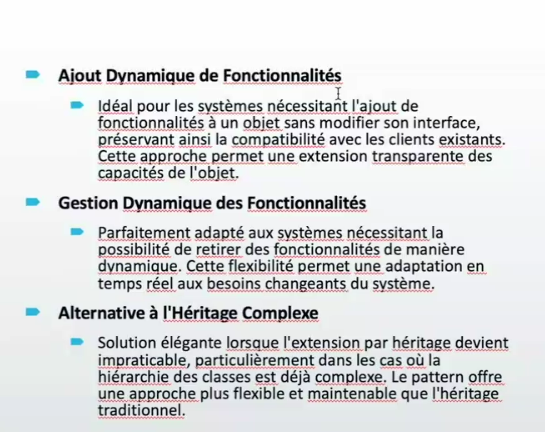 Ajout Dynamique de Fonctionnalités
Idéal pour les systèmes nécessitant l'ajout de
fonctionnalités à un objet sans modifier son interface,
préservant ainsi la compatibilité avec les clients existants.
Cette approche permet une extension transparente des
capacités de l'objet.
Gestion Dynamique des Fonctionnalités
Parfaitement adapté aux systèmes nécessitant la
possibilité de retirer des fonctionnalités de manière
dynamique. Cette flexibilité permet une adaptation en
temps réel aux besoins changeants du système.
Alternative à l'Héritage Complexe
Solution élégante lorsque l'extension par héritage devient
impraticable, particulièrement dans les cas où la
hiérarchie des classes est déjà complexe. Le pattern offre
une approche plus flexible et maintenable que l'héritage
traditionnel.